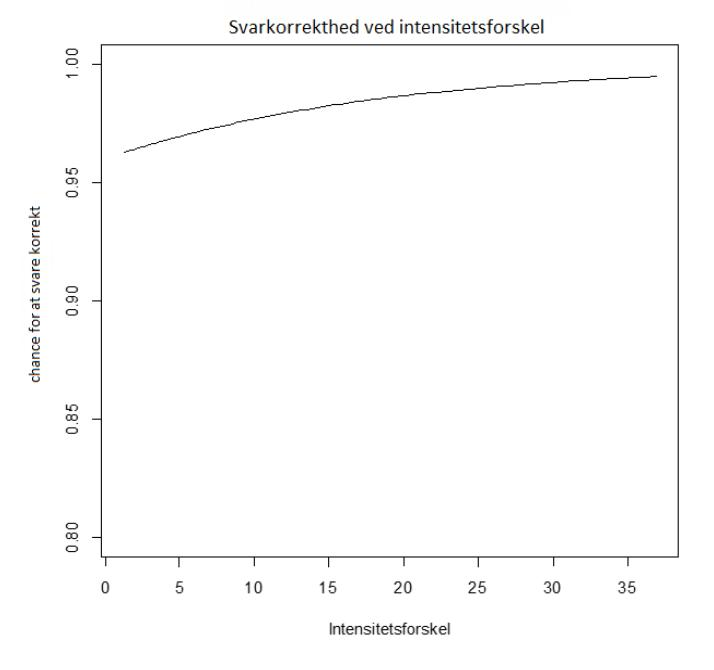 Svarkorrekthed ved intensitetsforskel
chance for at svare korrekt
1.00
0.95
0.90
0.85
0.80
0 5 10 15 20 25 30 35
Intensitetsforskel